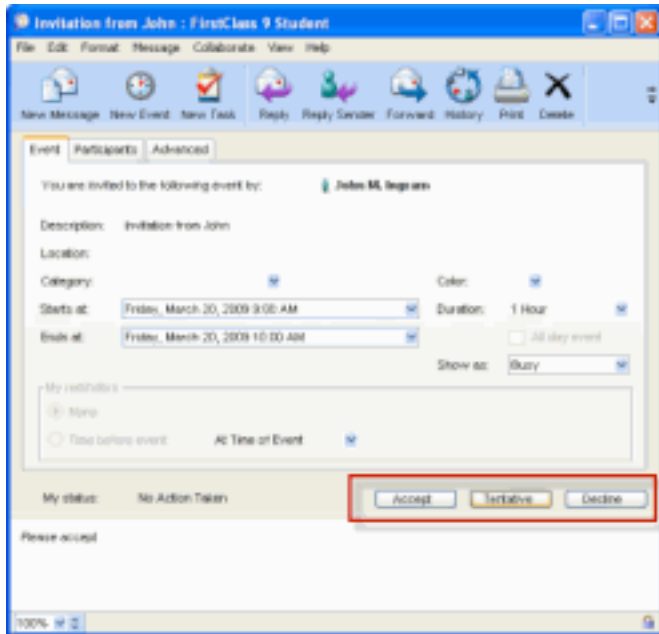 Invitation from John : FirstClass 9 Student
File Edit Format Message Collaborate View Help
New Message New Event New Task Reply Reply Sender Forward History Print Delete
Event Participants Advanced
You are invited to the following event by: John M. Ingram
Description: Invitation from John
Location:
Category: Color:
Starts at: Friday, March 20, 2009 9:00 AM Duration: 1 Hour
Ends at: Friday, March 20, 2009 10:00 AM All day event
Show as: Busy
My notification
None
Time before event At Time of Event
My status: No Action Taken Accept Tentative Decline
Please accept
100%